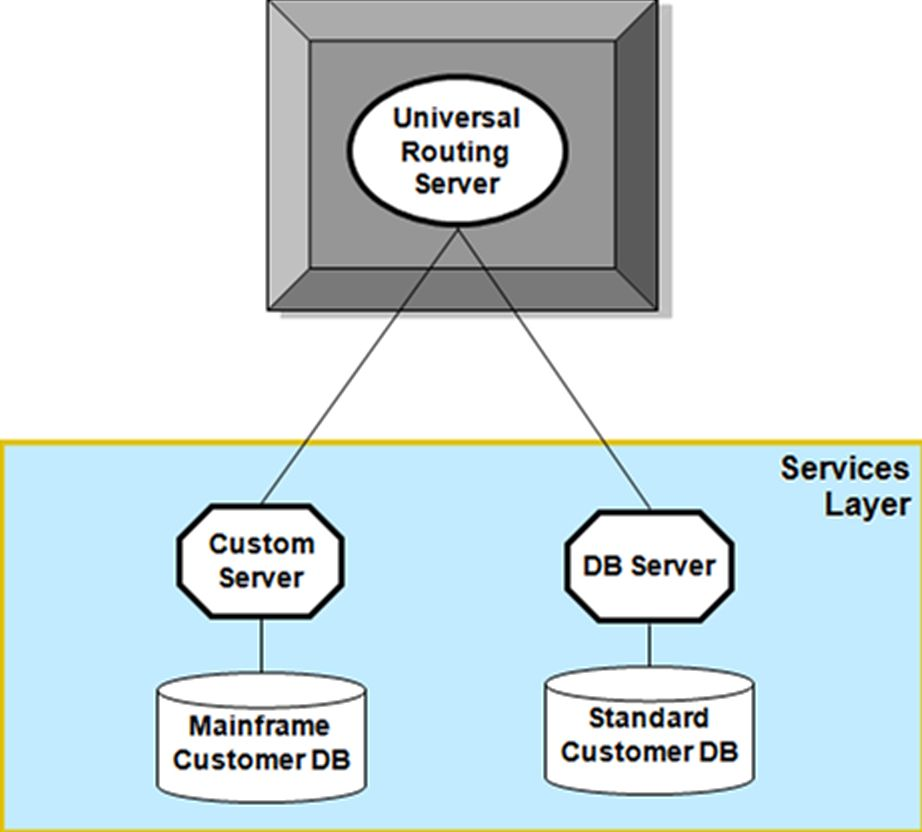 Universal
Routing
Server
Services
Layer
Custom
Server
DB Server
Mainframe
Customer DB
Standard
Customer DB